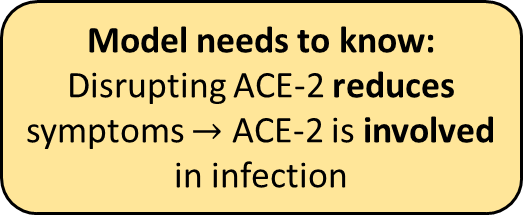 Model needs to know:
Disrupting ACE-2 reduces
symptoms → ACE-2 is involved
in infection